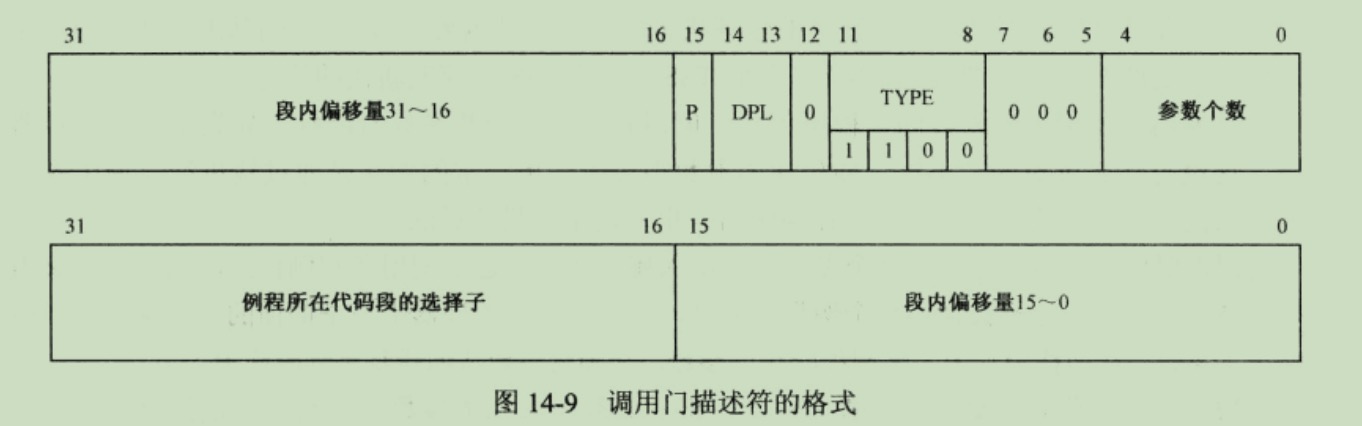 31 16 15 14 13 12 11 8 7 6 5 4 0
段内偏移量31～16 P DPL 0 TYPE 0 0 0 参数个数
1 1 0 0
31 16 15 0
例程所在代码段的选择子 段内偏移量15～0
图 14-9 调用门描述符的格式